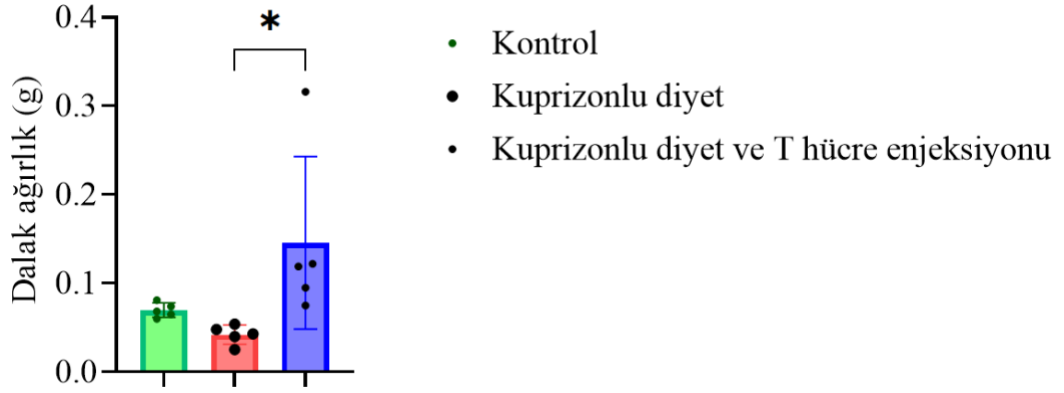 0.4
0.3
0.2
0.1
0.0
Dalak ağırlık (g)
*
Kontrol
Kuprizonlu diyet
Kuprizonlu diyet ve T hücre enjeksiyonu